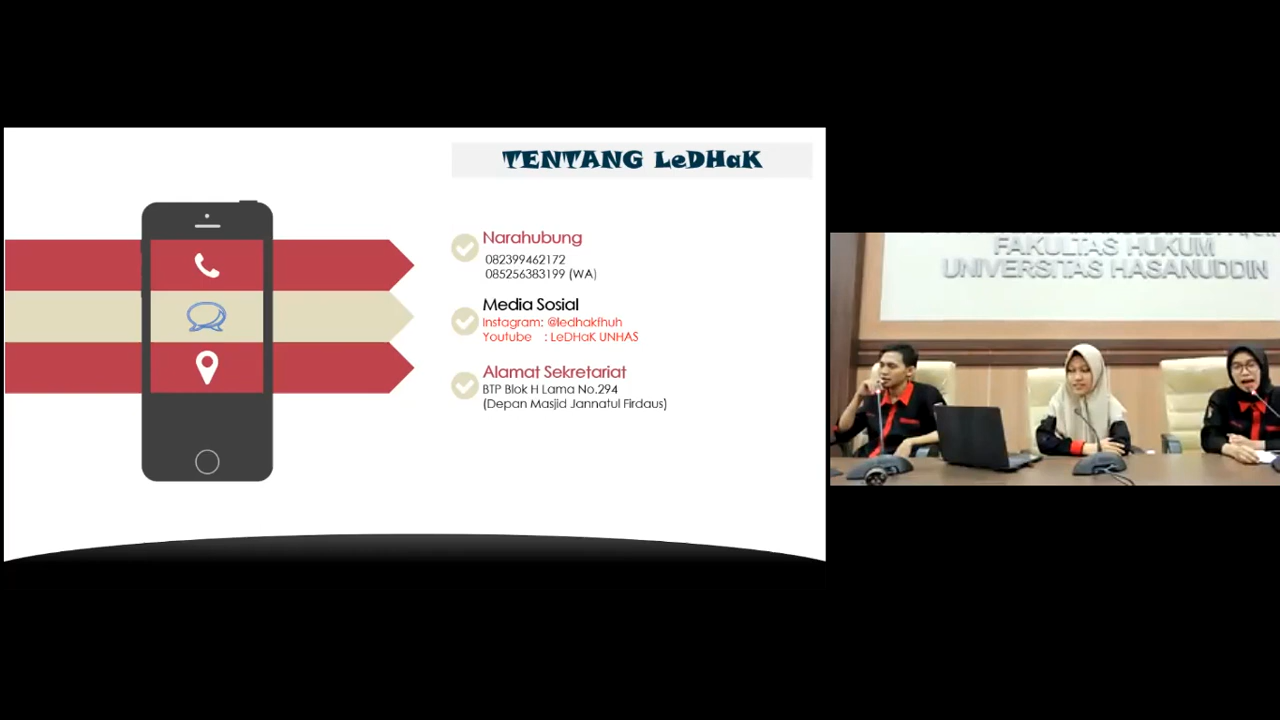 TENTANG LeDHaK
Narahubung
082399462172
085256383199 (WA)
Media Sosial
Instagram: @ledhakfhuh
Youtube : LeDHaK UNHAS
Alamat Sekretariat
BTP Blok H Lama No.294
(Depan Masjid Jannatul Firdaus)
FAKULTAS HUKUM
UNIVERSITAS HASANUDDIN